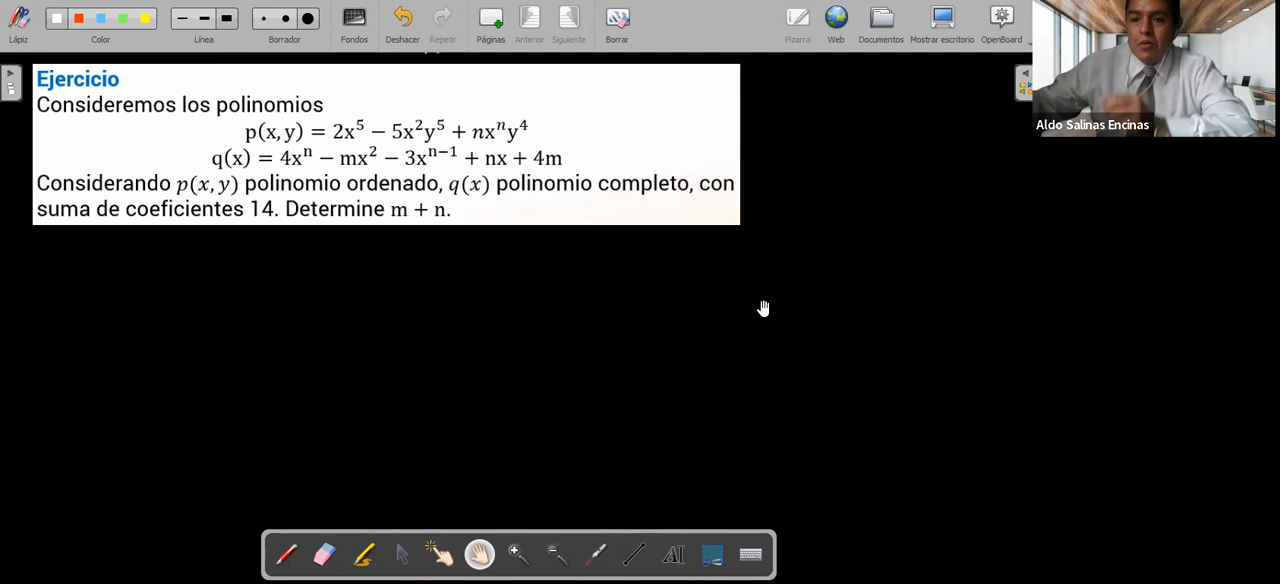 Lápiz
Color
Línea
Borrador
Fondos
Deshacer
Repetir
Páginas
Anterior
Siguiente
Borrar
Pizarra
Web
Documentos
Mostrar escritorio
OpenBoard
Aldo Salinas Encinas
Ejercicio
Consideremos los polinomios
p(x, y) = 2x⁵ − 5x²y⁵ + nxⁿy⁴
q(x) = 4xⁿ − mx² − 3xⁿ⁻¹ + nx + 4m
Considerando p(x, y) polinomio ordenado, q(x) polinomio completo, con
suma de coeficientes 14. Determine m + n.
AI